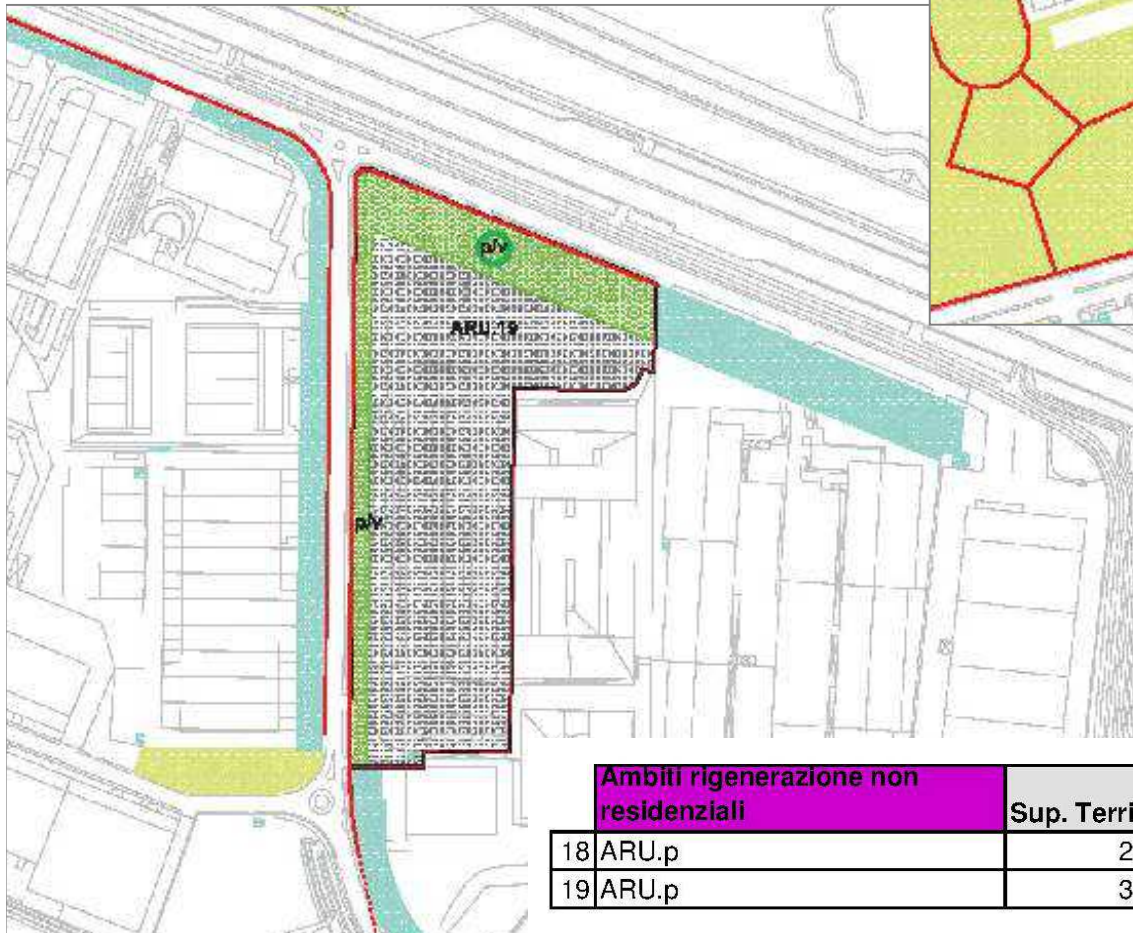 p/v
ARU.19
p/v
S
Ambiti rigenerazione non
residenziali
Sup. Terri
18 ARU.p 2
19 ARU.p 3